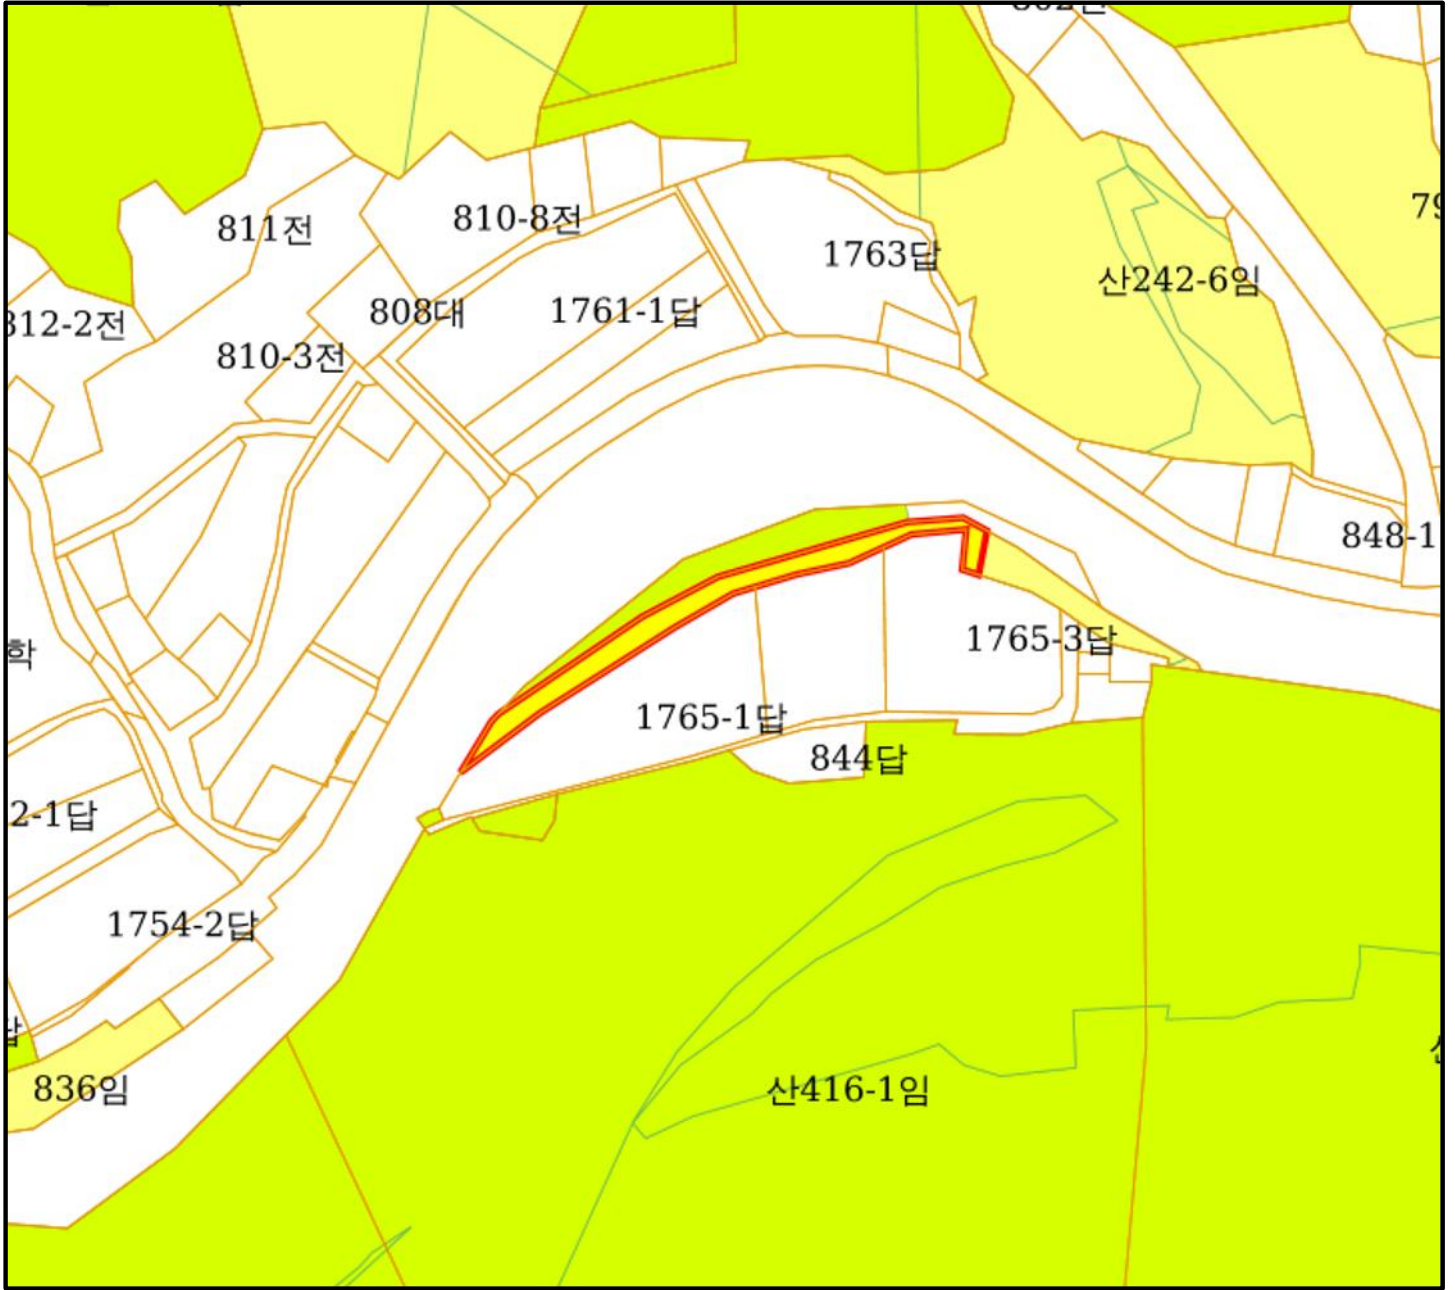 811전
810-8전
1763답
산242-6임
812-2전
808대
1761-1답
810-3전
848-1
학
1765-3답
1765-1답
844답
2-1답
1754-2답
답
836임
산416-1임